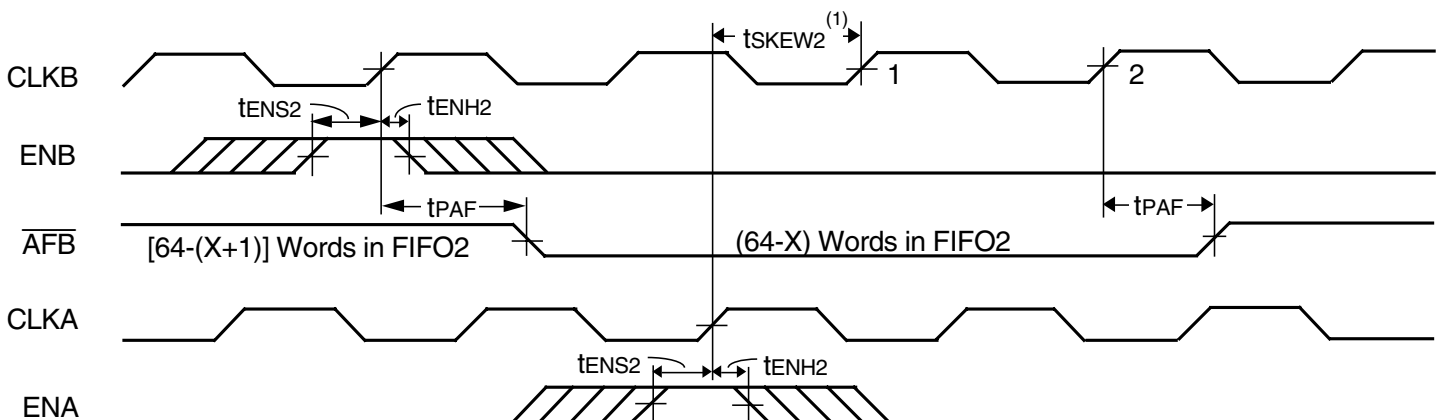 tSKEW2(1)
CLKB 1 2
tENS2 tENH2
ENB
tPAF tPAF
AFB [64-(X+1)] Words in FIFO2 (64-X) Words in FIFO2
CLKA
tENS2 tENH2
ENA